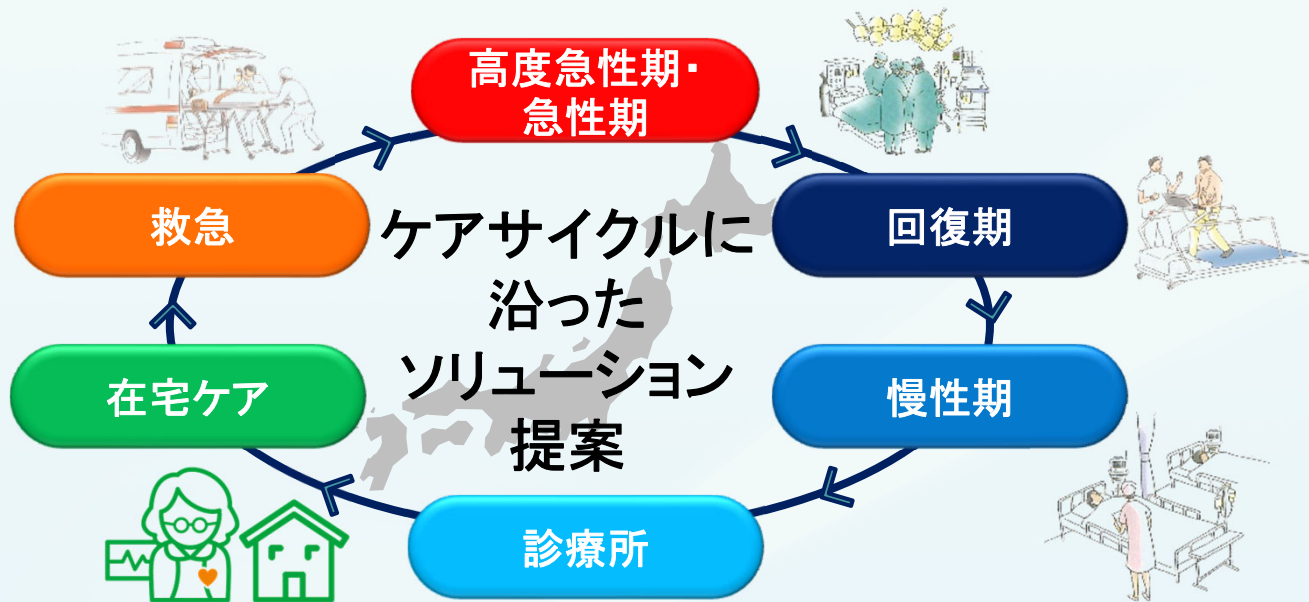 高度急性期・
急性期
救急
回復期
ケアサイクルに
沿った
ソリューション
提案
在宅ケア
慢性期
診療所